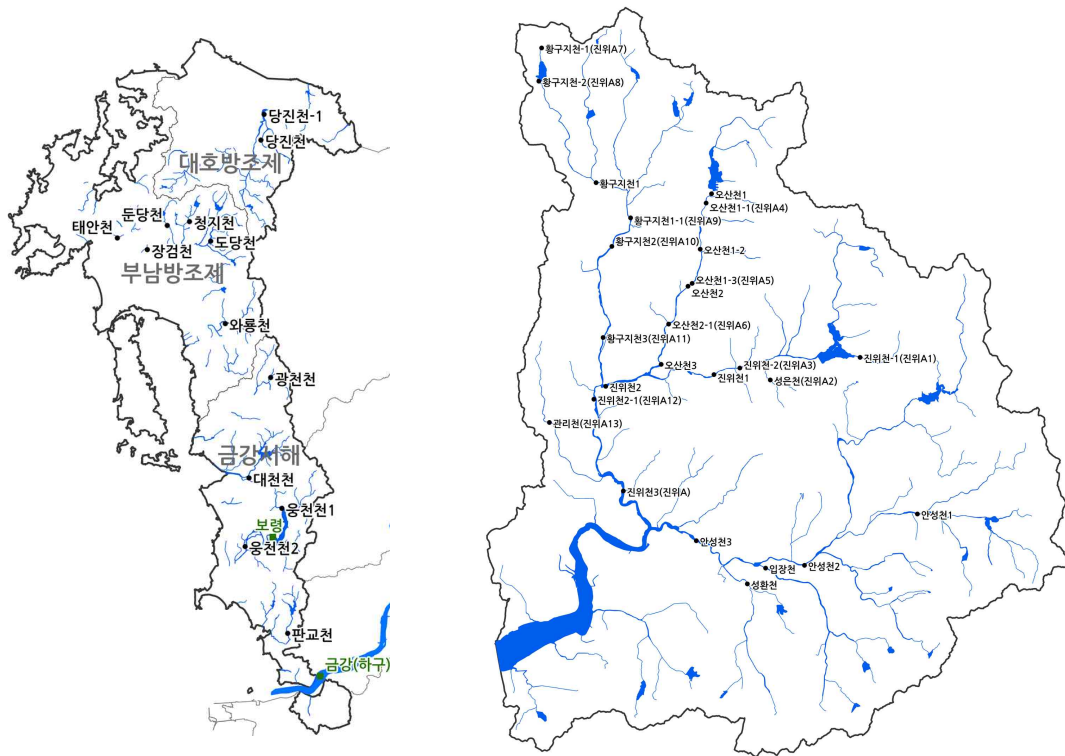 당진천-1
당진천
대호방조제
둔당천
청지천
태안천
도당천
장검천
부남방조제
와룡천
광천천
금강서해
대천천
웅천천1
보령
웅천천2
판교천
금강(하구)
황구지천-1(진위A7)
황구지천-2(진위A8)
황구지천1
오산천1
오산천1-1(진위A4)
황구지천1-1(진위A9)
황구지천2(진위A10)
오산천1-2
오산천1-3(진위A5)
오산천2
오산천2-1(진위A6)
황구지천3(진위A11)
진위천-1(진위A1)
오산천3
진위천-2(진위A3)
진위천1
성은천(진위A2)
진위천2
진위천2-1(진위A12)
관리천(진위A13)
진위천3(진위A)
안성천1
안성천3
입장천
안성천2
성환천